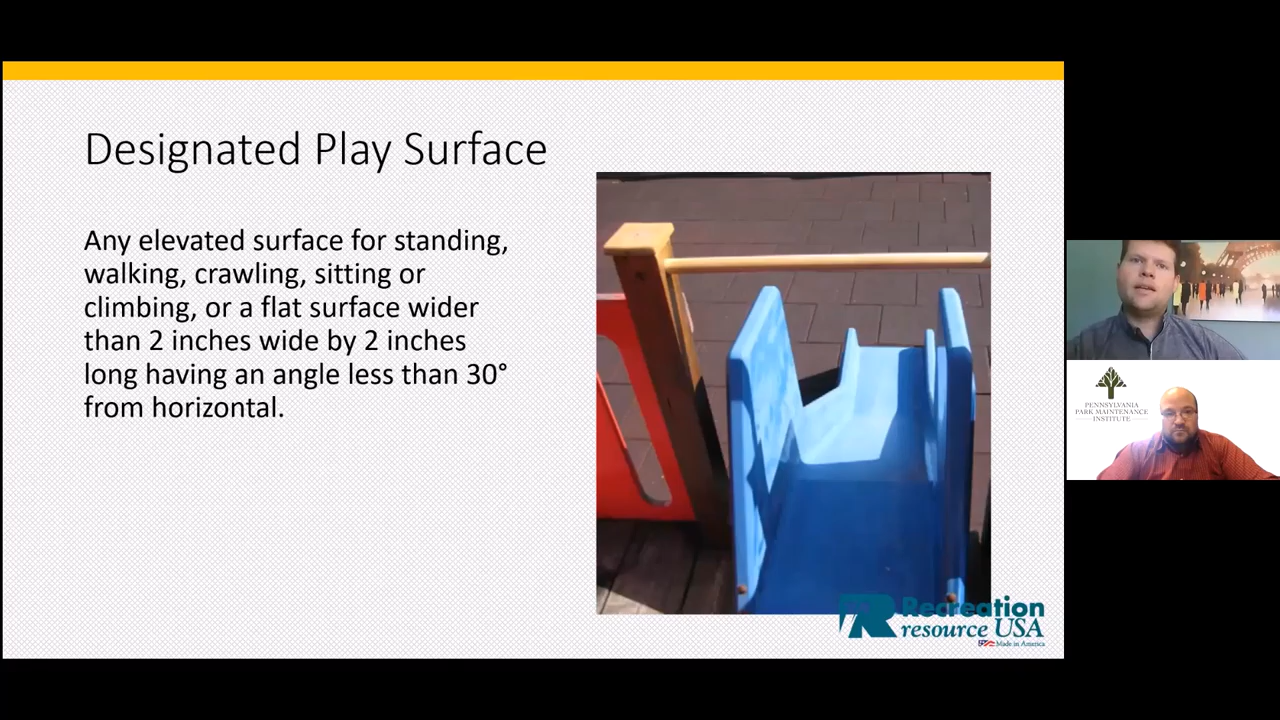 Designated Play Surface
Any elevated surface for standing,
walking, crawling, sitting or
climbing, or a flat surface wider
than 2 inches wide by 2 inches
long having an angle less than 30°
from horizontal.
Recreation
resource USA
Made in America
PENNSYLVANIA
PARK MAINTENANCE
INSTITUTE